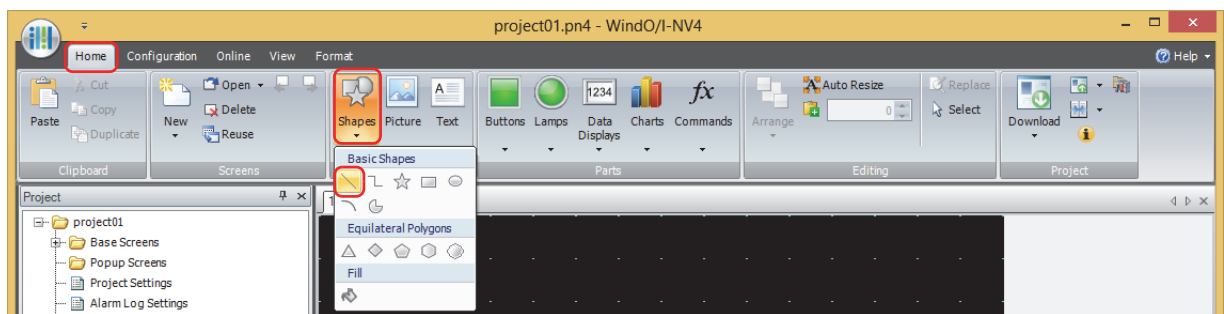 project01.pn4 - WindO/I-NV4
Home Configuration Online View Format Help
Cut Open Auto Resize Replace
Copy Delete 1234 fx 0 Select
Paste New Shapes Picture Text Buttons Lamps Data Displays Charts Commands Arrange Download
Duplicate Reuse
Clipboard Screens Parts Editing Project
Basic Shapes
Equilateral Polygons
Fill
Project
project01
Base Screens
Popup Screens
Project Settings
Alarm Log Settings